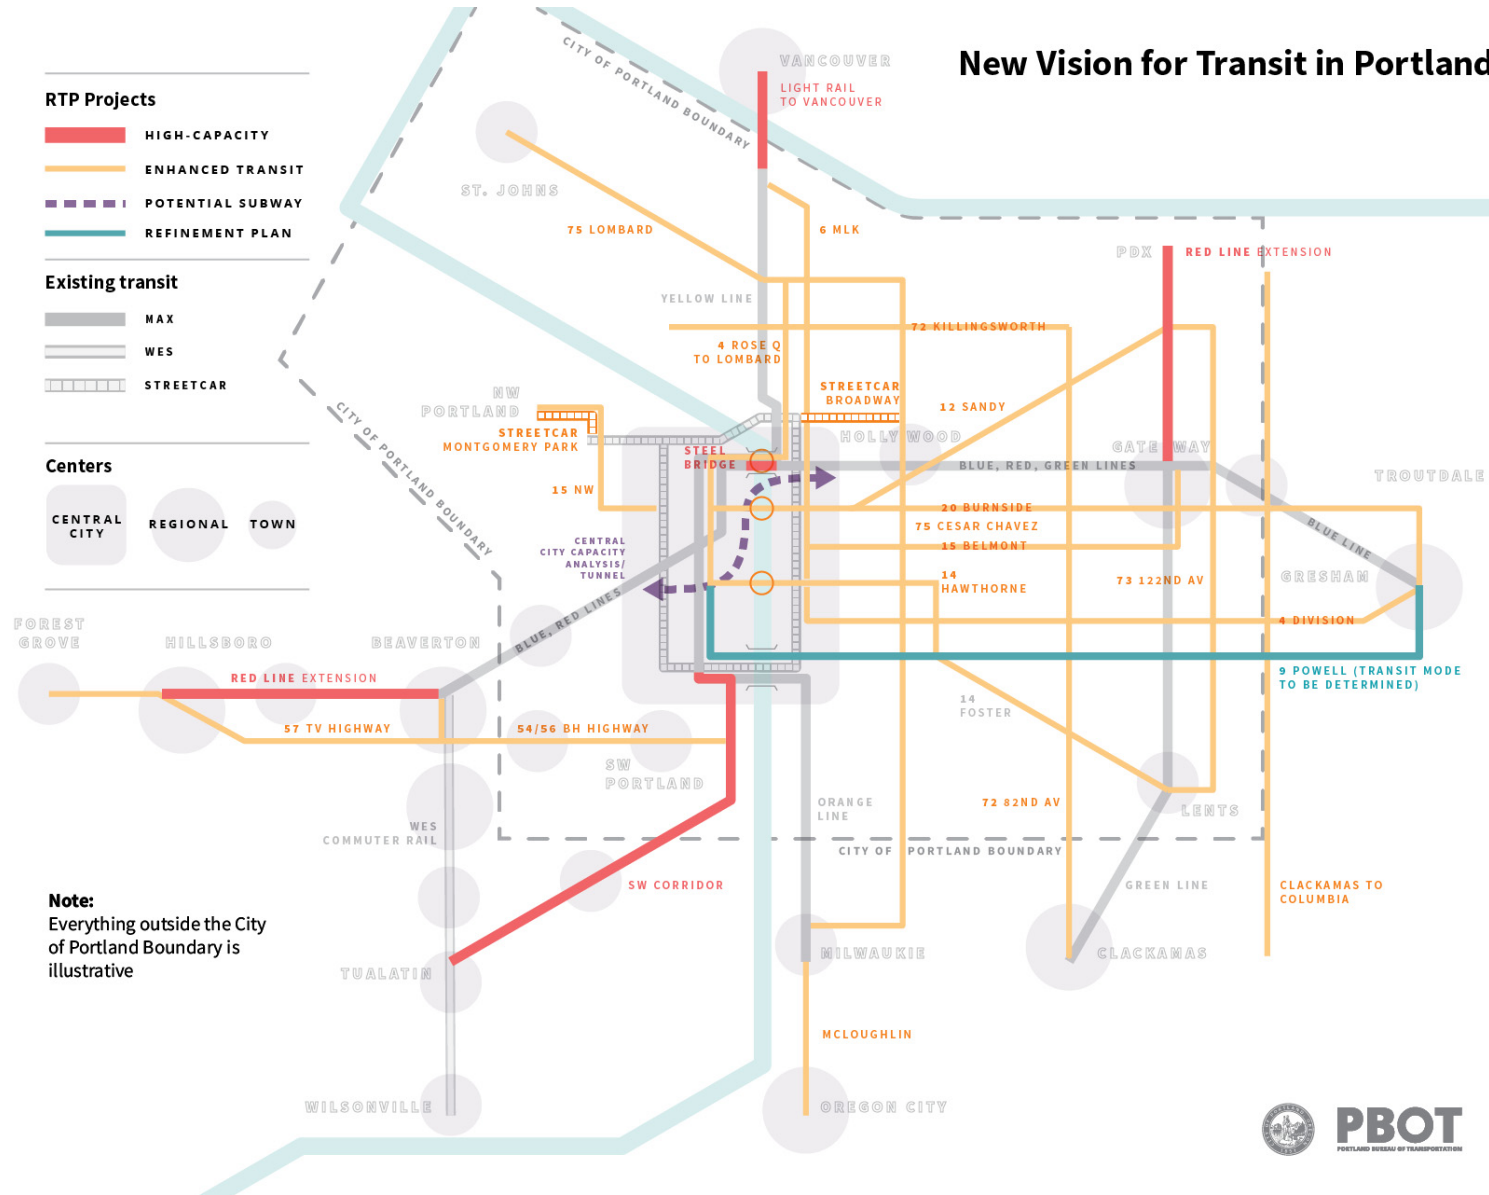 New Vision for Transit in Portland
RTP Projects
HIGH-CAPACITY
ENHANCED TRANSIT
POTENTIAL SUBWAY
REFINEMENT PLAN
Existing transit
MAX
WES
STREETCAR
Centers
CENTRAL
CITY
REGIONAL
TOWN
CITY OF PORTLAND BOUNDARY
VANCOUVER
LIGHT RAIL
TO VANCOUVER
ST. JOHNS
75 LOMBARD
6 MLK
PDX
RED LINE EXTENSION
YELLOW LINE
72 KILLINGSWORTH
4 ROSE Q
TO LOMBARD
NW
PORTLAND
STREETCAR
BROADWAY
12 SANDY
CITY OF PORTLAND BOUNDARY
STREETCAR
MONTGOMERY PARK
HOLLYWOOD
GATEWAY
STEEL
BRIDGE
BLUE, RED, GREEN LINES
TROUTDALE
15 NW
20 BURNSIDE
75 CESAR CHAVEZ
15 BELMONT
BLUE LINE
CENTRAL
CITY CAPACITY
ANALYSIS/
TUNNEL
14
HAWTHORNE
73 122ND AV
GRESHAM
BLUE, RED LINES
4 DIVISION
FOREST
GROVE
HILLSBORO
BEAVERTON
RED LINE EXTENSION
9 POWELL (TRANSIT MODE
TO BE DETERMINED)
14
FOSTER
57 TV HIGHWAY
54/56 BH HIGHWAY
SW
PORTLAND
ORANGE
LINE
72 82ND AV
LENTS
WES
COMMUTER RAIL
CITY OF PORTLAND BOUNDARY
SW CORRIDOR
GREEN LINE
CLACKAMAS TO
COLUMBIA
Note:
Everything outside the City
of Portland Boundary is
illustrative
TUALATIN
MILWAUKIE
CLACKAMAS
MCLOUGHLIN
WILSONVILLE
OREGON CITY
PBOT
PORTLAND BUREAU OF TRANSPORTATION